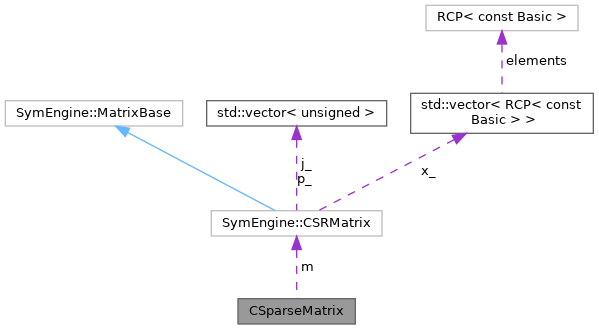 RCP< const Basic >
elements
SymEngine::MatrixBase
std::vector< unsigned >
std::vector< RCP< const
Basic > >
j_
p_
x_
SymEngine::CSRMatrix
m
CSparseMatrix